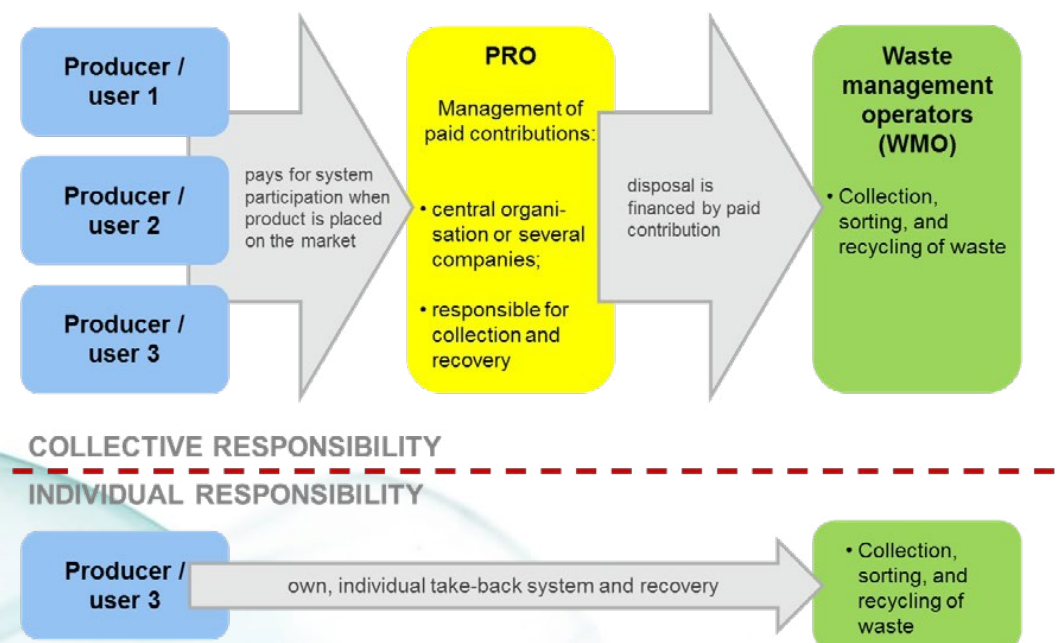 Producer /
user 1
Producer /
user 2
Producer /
user 3
pays for system
participation when
product is placed
on the market
PRO
Management of
paid contributions:
• central organi-
sation or several
companies;
• responsible for
collection and
recovery
disposal is
financed by paid
contribution
Waste
management
operators
(WMO)
• Collection,
sorting, and
recycling of waste
COLLECTIVE RESPONSIBILITY
INDIVIDUAL RESPONSIBILITY
Producer /
user 3
own, individual take-back system and recovery
• Collection,
sorting, and
recycling of
waste